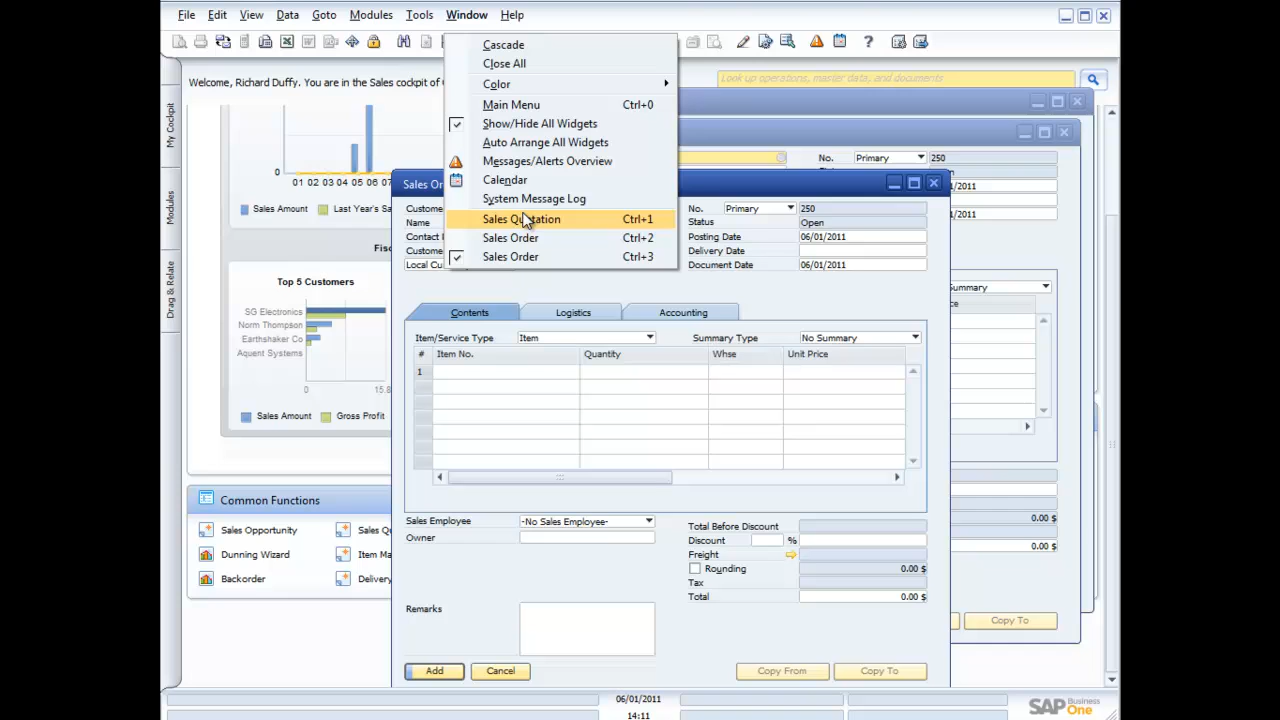 File Edit View Data Goto Modules Tools Window Help
Welcome, Richard Duffy. You are in the Sales cockpit of
Look up operations, master data, and documents
My Cockpit
Modules
Drag & Relate
Cascade
Close All
Color
Main Menu Ctrl+0
Show/Hide All Widgets
Auto Arrange All Widgets
Messages/Alerts Overview
Calendar
System Message Log
Sales Quotation Ctrl+1
Sales Order Ctrl+2
Sales Order Ctrl+3
0
01 02 03 04 05 06
Sales Amount Last Year's Sa
Fisc
Top 5 Customers
SG Electronics
Norm Thompson
Earthshaker Co
Aquent Systems
0 15.8
Sales Amount Gross Profit
Common Functions
Sales Opportunity Sales Qu
Dunning Wizard Item Ma
Backorder Delivery
No. Primary 250
06/01/2011
06/01/2011
Summary
0.00 $
0.00 $
Copy To
Sales Or
Custome
Name
Contact
Custome
Local Cu
No. Primary 250
Status Open
Posting Date 06/01/2011
Delivery Date
Document Date 06/01/2011
Contents Logistics Accounting
Item/Service Type Item Summary Type No Summary
# Item No. Quantity Whse Unit Price
1
Sales Employee -No Sales Employee-
Owner
Total Before Discount
Discount %
Freight
Rounding 0.00 $
Tax
Total 0.00 $
Remarks
Add Cancel Copy From Copy To
06/01/2011
14:11
SAP Business One